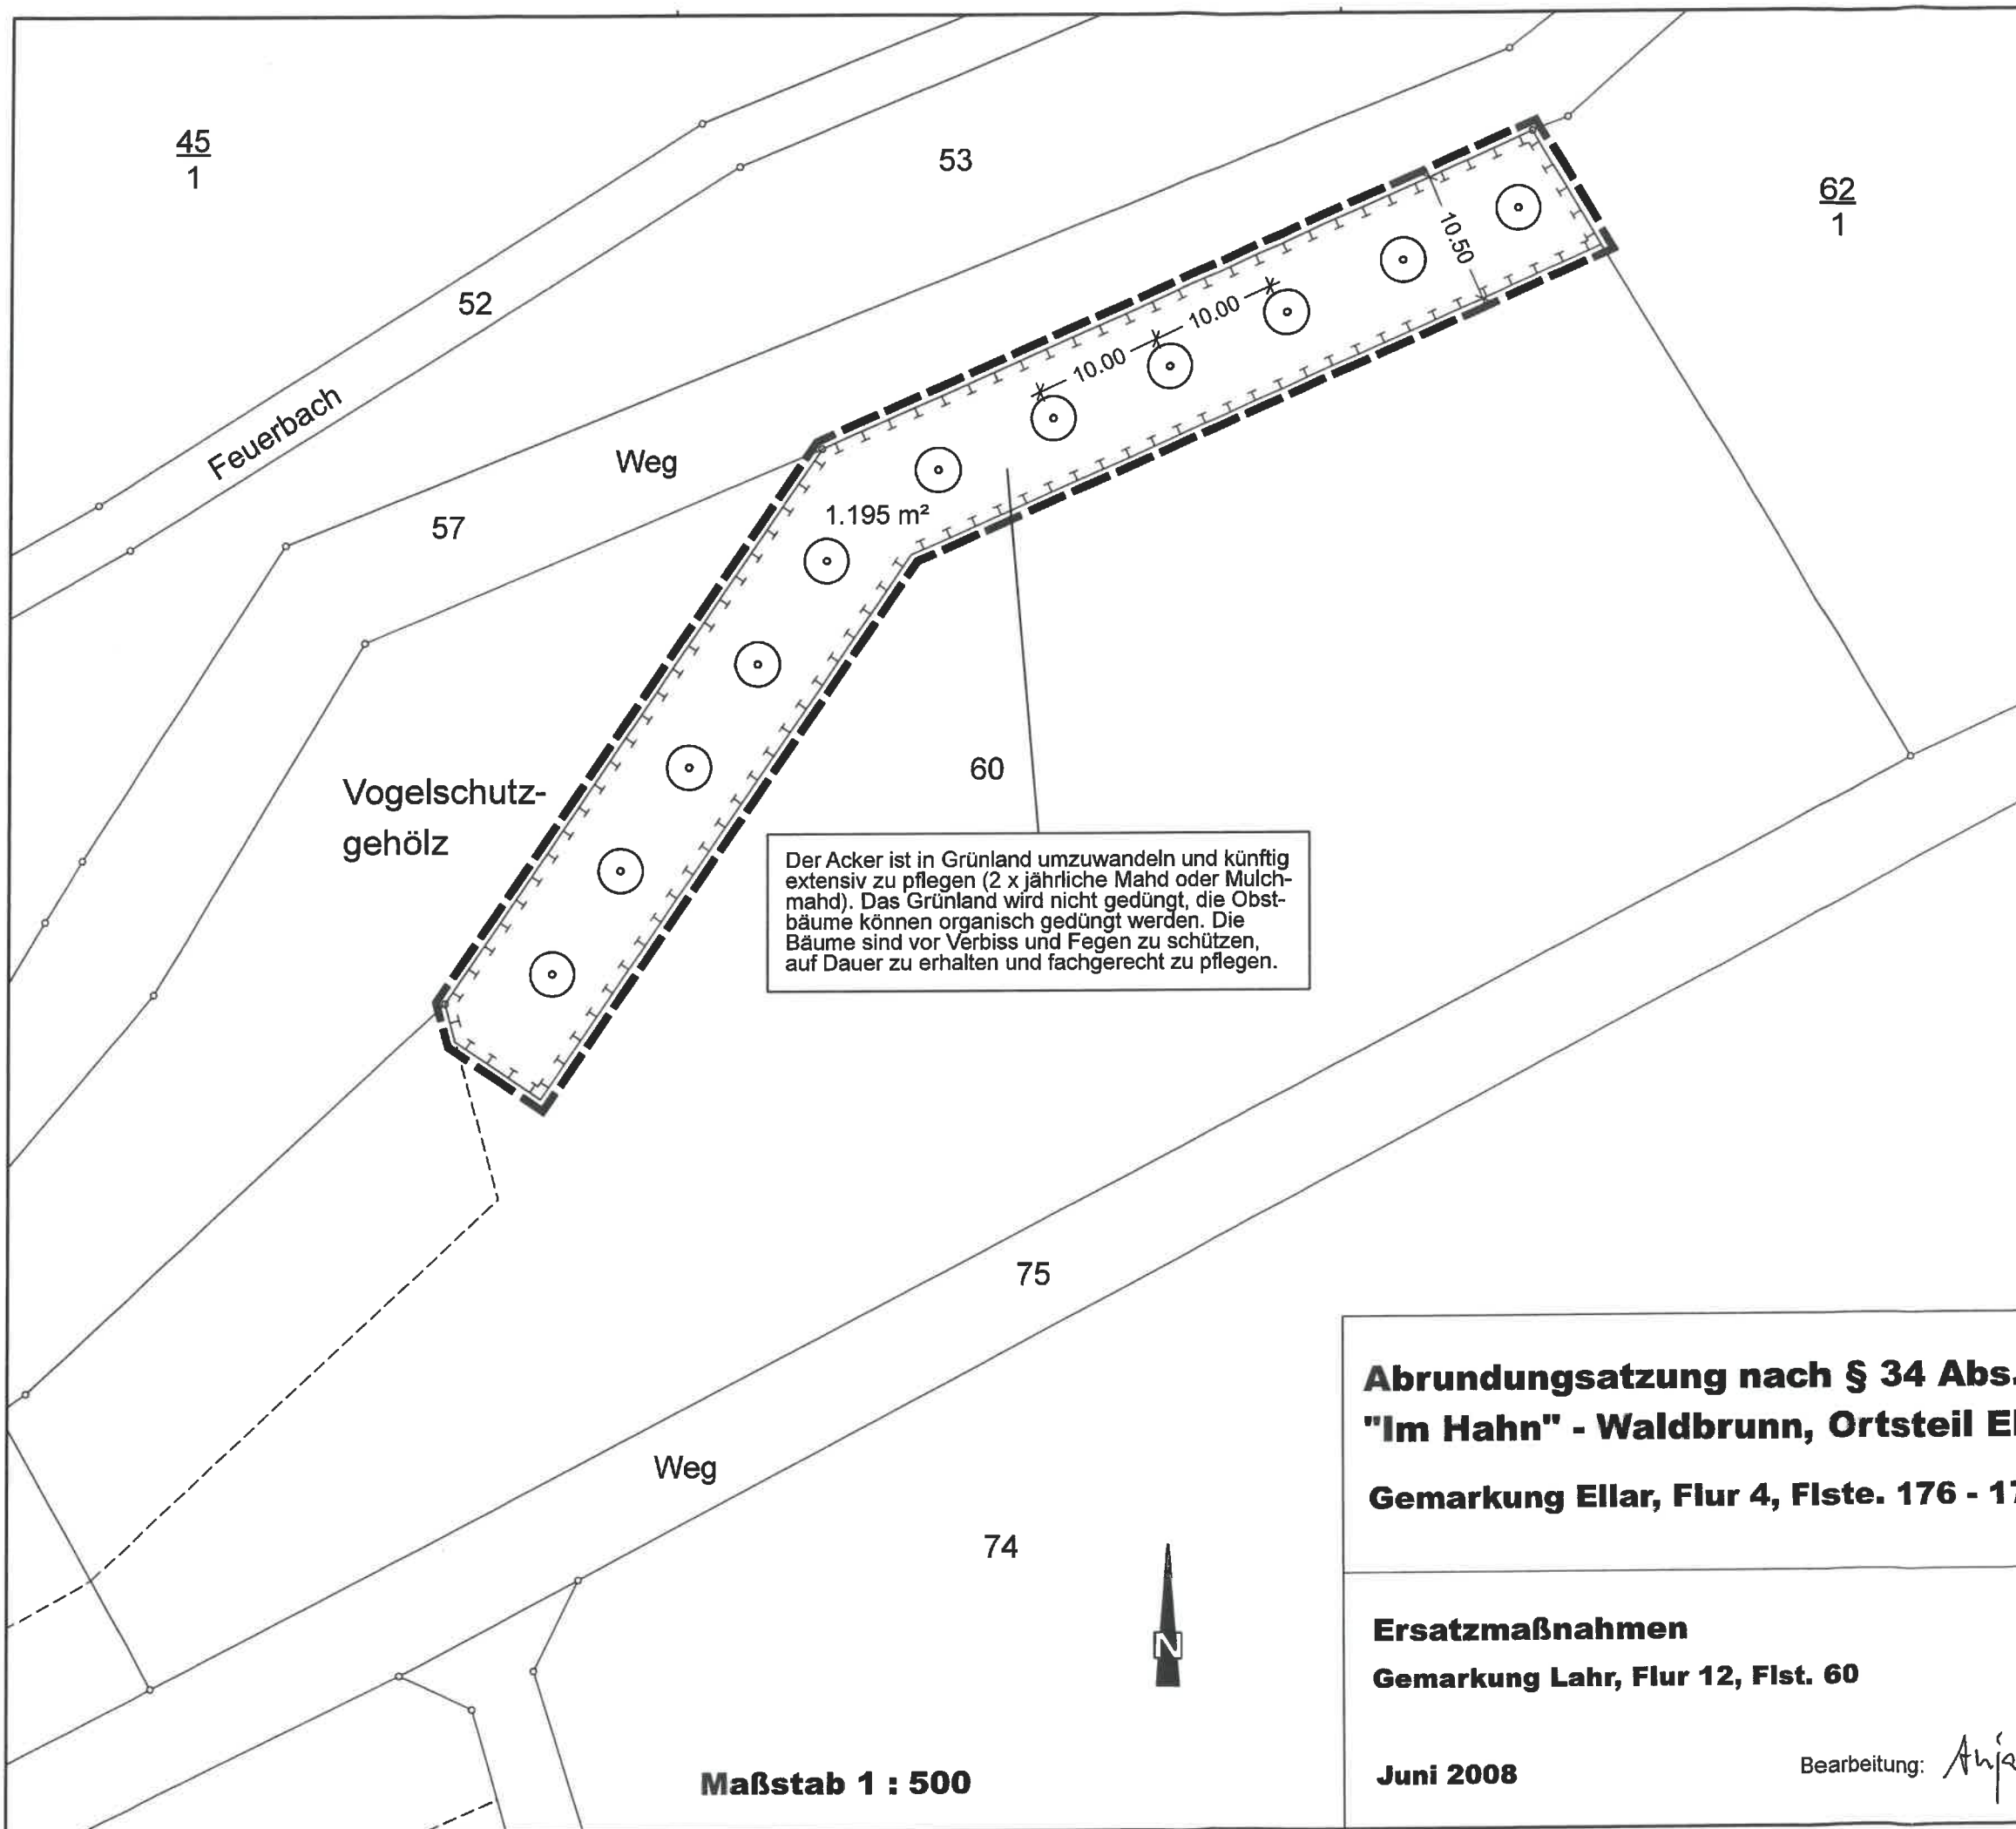 45
1
53
62
1
52
10.50
10.00
10.00
Feuerbach
Weg
57
1.195 m²
Vogelschutz-
gehölz
60
Der Acker ist in Grünland umzuwandeln und künftig
extensiv zu pflegen (2 x jährliche Mahd oder Mulch-
mahd). Das Grünland wird nicht gedüngt, die Obst-
bäume können organisch gedüngt werden. Die
Bäume sind vor Verbiss und Fegen zu schützen,
auf Dauer zu erhalten und fachgerecht zu pflegen.
75
Weg
74
N
Maßstab 1 : 500
Abrundungsatzung nach § 34 Abs.
"Im Hahn" - Waldbrunn, Ortsteil El
Gemarkung Ellar, Flur 4, Flste. 176 - 17
Ersatzmaßnahmen
Gemarkung Lahr, Flur 12, Flst. 60
Juni 2008
Bearbeitung: Anja